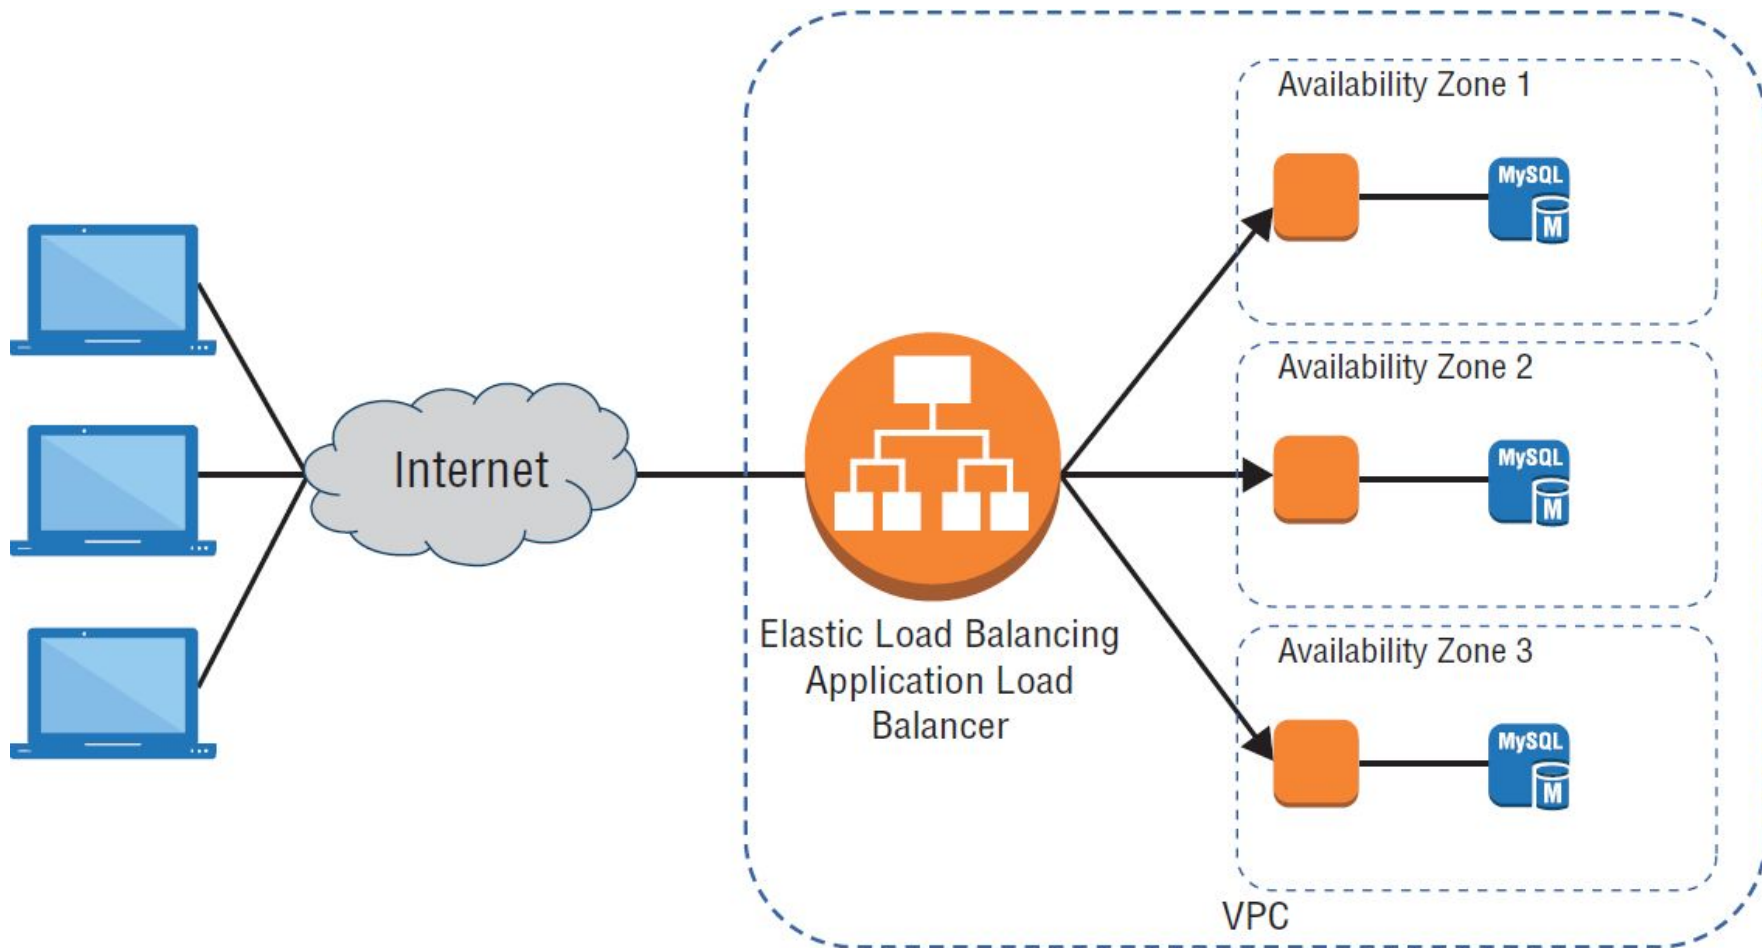 Availability Zone 1
MySQL
M
Availability Zone 2
MySQL
M
Internet
Elastic Load Balancing
Application Load
Balancer
Availability Zone 3
MySQL
M
VPC